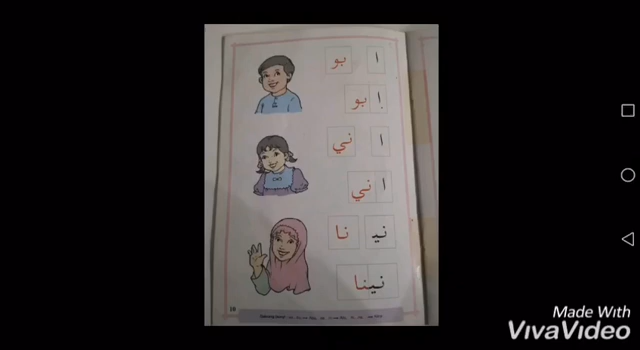 ا بو
ابو
ا ني
اني
نيـ نا
نينا
Made With
VivaVideo